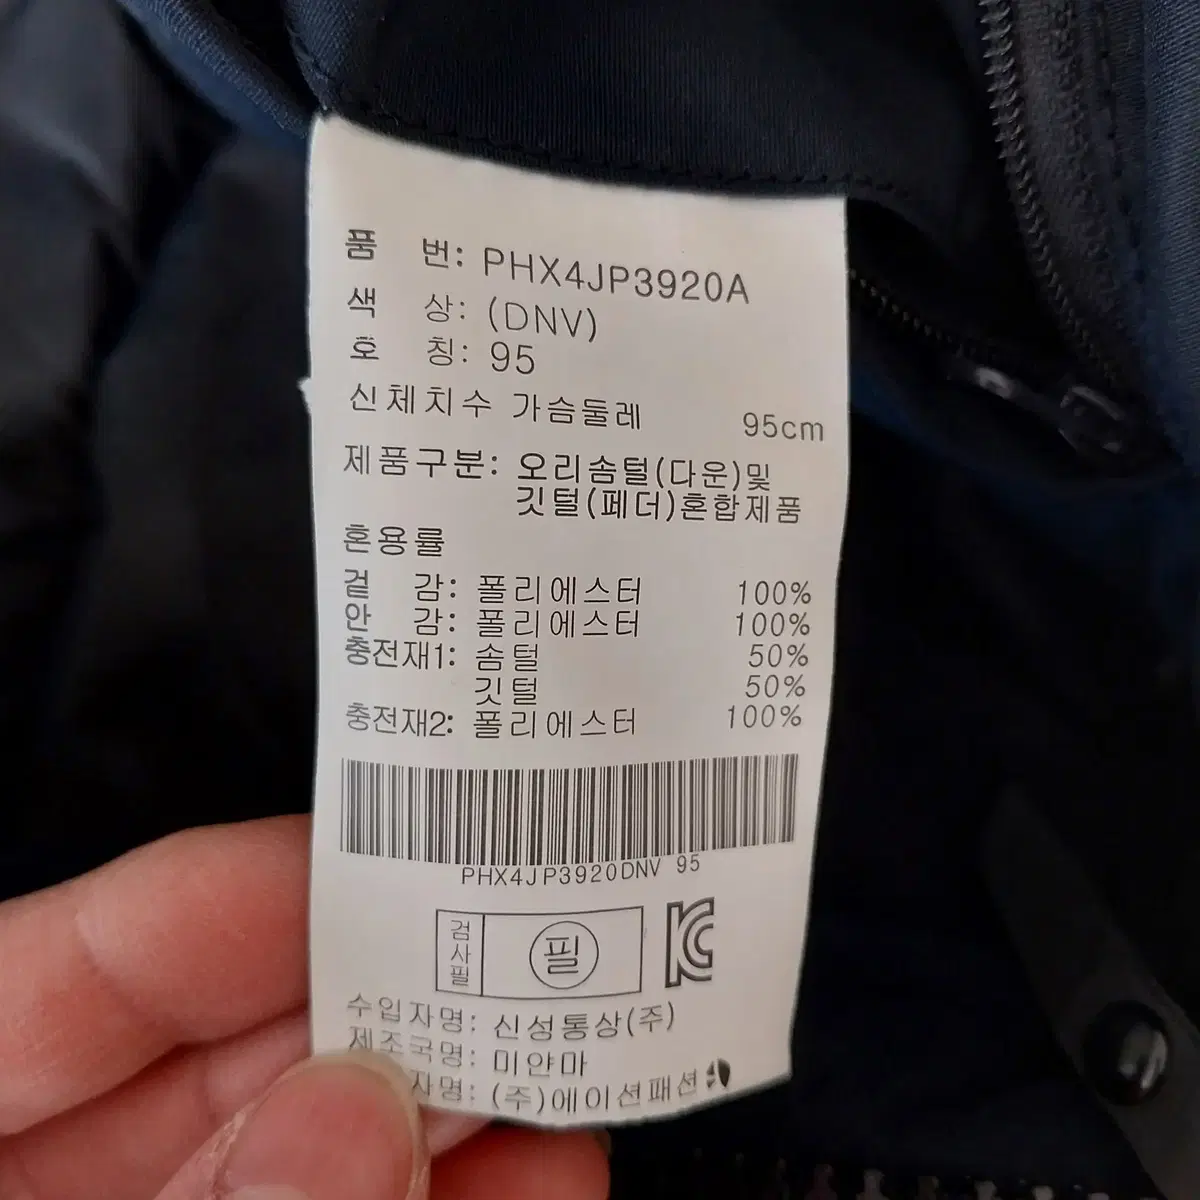 품 번: PHX4JP3920A
색 상: (DNV)
호 칭: 95
신체치수 가슴둘레 95cm
제품구분: 오리솜털(다운)및
깃털(페더)혼합제품
혼용률
겉 감: 폴리에스터 100%
안 감: 폴리에스터 100%
충전재1: 솜털 50%
깃털 50%
충전재2: 폴리에스터 100%
PHX4JP3920DNV 95
검사필 필
수입자명: 신성통상(주)
제조국명: 미얀마
자명: (주)에이션패션